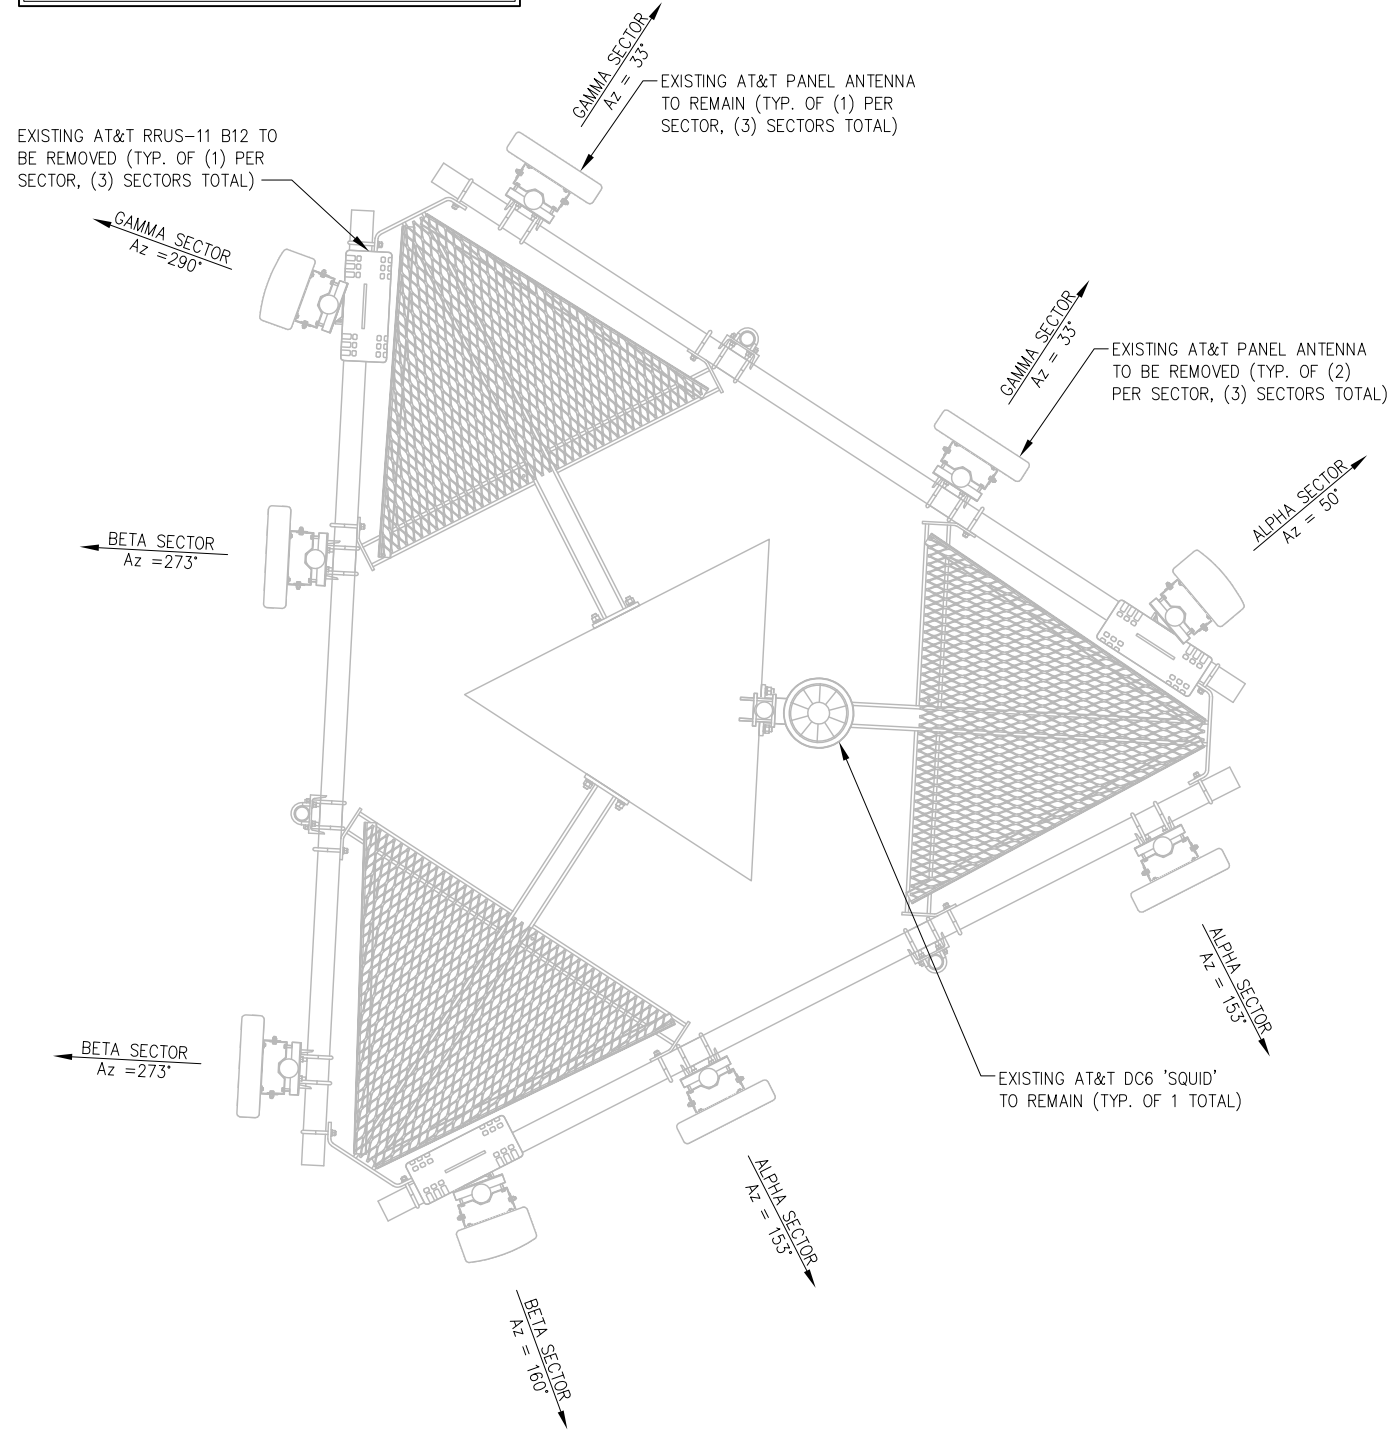 GAMMA SECTOR
Az = 33°
EXISTING AT&T PANEL ANTENNA
TO REMAIN (TYP. OF (1) PER
SECTOR, (3) SECTORS TOTAL)
EXISTING AT&T RRUS-11 B12 TO
BE REMOVED (TYP. OF (1) PER
SECTOR, (3) SECTORS TOTAL)
GAMMA SECTOR
Az =290°
GAMMA SECTOR
Az = 33°
EXISTING AT&T PANEL ANTENNA
TO BE REMOVED (TYP. OF (2)
PER SECTOR, (3) SECTORS TOTAL)
ALPHA SECTOR
Az = 50°
BETA SECTOR
Az =273°
ALPHA SECTOR
Az = 153°
BETA SECTOR
Az =273°
EXISTING AT&T DC6 'SQUID'
TO REMAIN (TYP. OF 1 TOTAL)
ALPHA SECTOR
Az = 153°
BETA SECTOR
Az = 160°